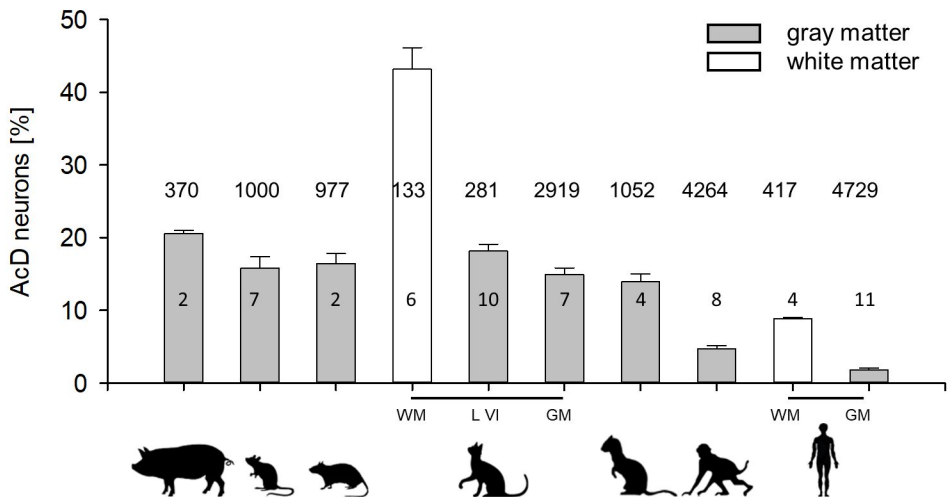 50
40
30
20
10
0
AcD neurons [%]
gray matter
white matter
370 1000 977 133 281 2919 1052 4264 417 4729
2 7 2 6 10 7 4 8 4 11
WM L VI GM WM GM